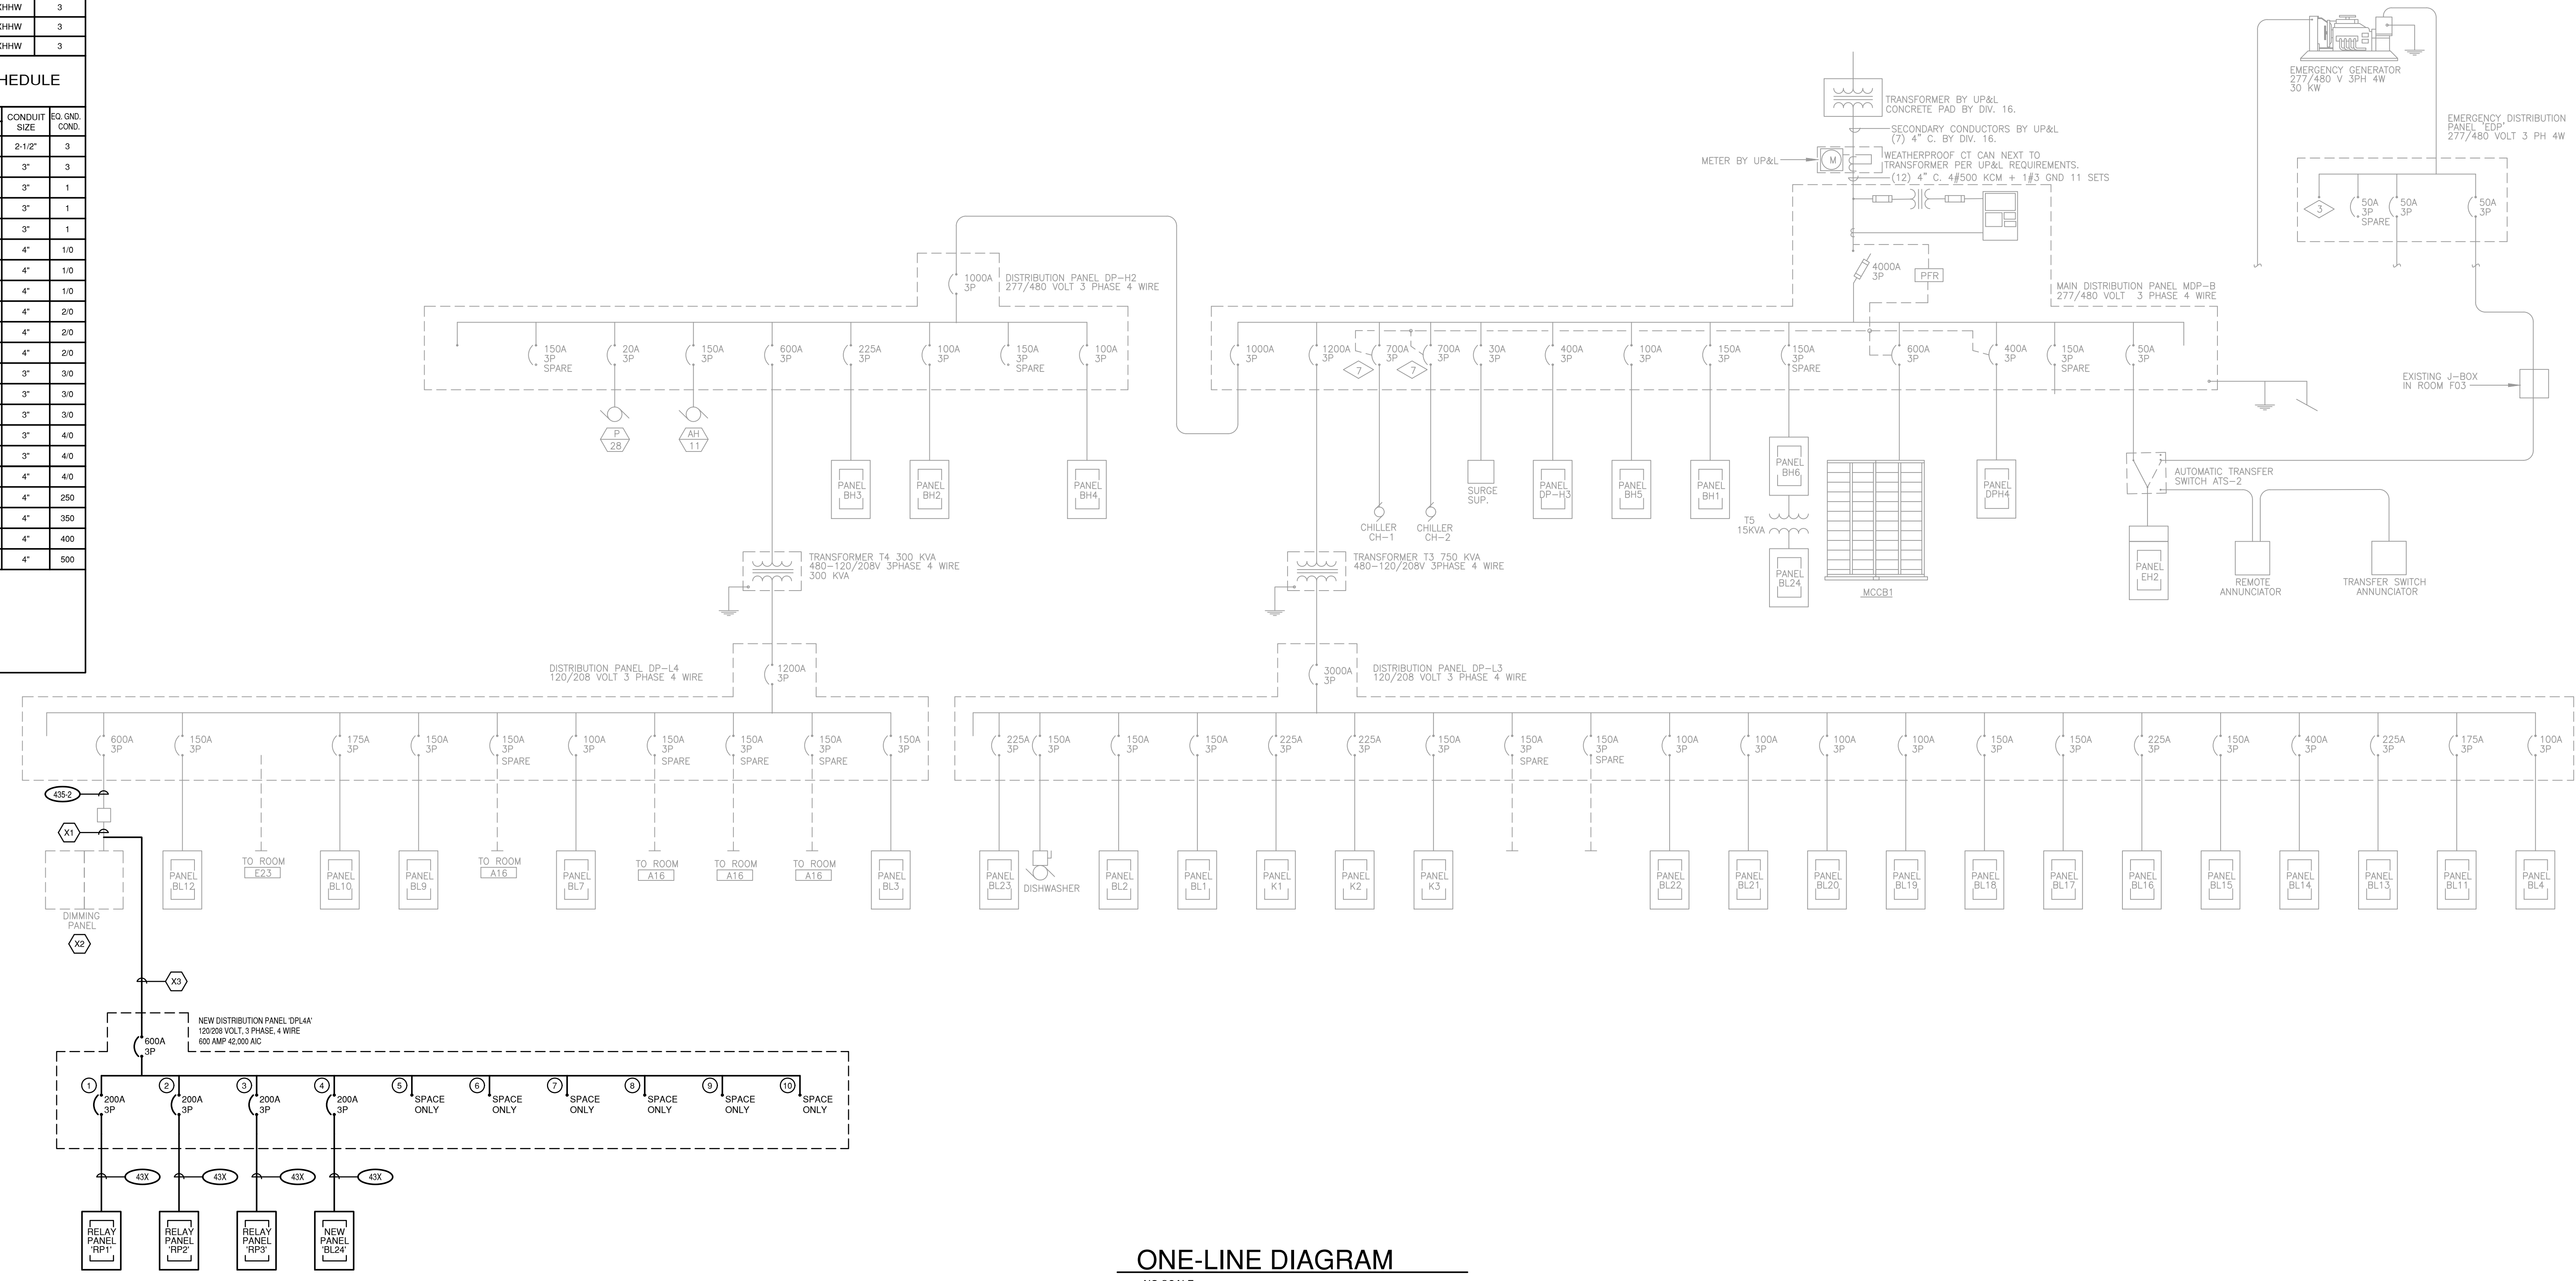 XHHW 3
XHHW 3
XHHW 3
HEDULE
CONDUIT SIZE
EQ. GND. COND.
2-1/2" 3
3" 3
3" 1
3" 1
3" 1
4" 1/0
4" 1/0
4" 1/0
4" 2/0
4" 2/0
4" 2/0
3" 3/0
3" 3/0
3" 3/0
3" 4/0
3" 4/0
4" 4/0
4" 250
4" 350
4" 400
4" 500
EMERGENCY GENERATOR
277/480 V 3PH 4W
30 KW
EMERGENCY DISTRIBUTION
PANEL 'EDP'
277/480 VOLT 3 PH 4W
3
50A
3P
SPARE
50A
3P
50A
3P
TRANSFORMER BY UP&L
CONCRETE PAD BY DIV. 16.
SECONDARY CONDUCTORS BY UP&L
(7) 4" C. BY DIV. 16.
METER BY UP&L
M
WEATHERPROOF CT CAN NEXT TO
TRANSFORMER PER UP&L REQUIREMENTS.
(12) 4" C. 4#500 KCM + 1#3 GND 11 SETS
4000A
3P
PFR
MAIN DISTRIBUTION PANEL MDP-B
277/480 VOLT 3 PHASE 4 WIRE
1000A
3P
DISTRIBUTION PANEL DP-H2
277/480 VOLT 3 PHASE 4 WIRE
150A
3P
SPARE
20A
3P
150A
3P
600A
3P
225A
3P
100A
3P
150A
3P
SPARE
100A
3P
P
28
AH
11
PANEL
BH3
PANEL
BH2
PANEL
BH4
1000A
3P
1200A
3P
700A
3P
7
700A
3P
7
30A
3P
400A
3P
100A
3P
150A
3P
150A
3P
SPARE
600A
3P
400A
3P
150A
3P
SPARE
50A
3P
EXISTING J-BOX
IN ROOM F03
CHILLER
CH-1
CHILLER
CH-2
SURGE
SUP.
PANEL
DP-H3
PANEL
BH5
PANEL
BH1
PANEL
BH6
T5
15KVA
PANEL
BL24
MCCB1
PANEL
DPH4
AUTOMATIC TRANSFER
SWITCH ATS-2
PANEL
EH2
REMOTE
ANNUNCIATOR
TRANSFER SWITCH
ANNUNCIATOR
TRANSFORMER T4 300 KVA
480-120/208V 3PHASE 4 WIRE
300 KVA
TRANSFORMER T3 750 KVA
480-120/208V 3PHASE 4 WIRE
DISTRIBUTION PANEL DP-L4
120/208 VOLT 3 PHASE 4 WIRE
1200A
3P
3000A
3P
DISTRIBUTION PANEL DP-L3
120/208 VOLT 3 PHASE 4 WIRE
600A
3P
150A
3P
175A
3P
150A
3P
150A
3P
SPARE
100A
3P
150A
3P
SPARE
150A
3P
SPARE
150A
3P
SPARE
150A
3P
225A
3P
150A
3P
150A
3P
150A
3P
225A
3P
225A
3P
150A
3P
150A
3P
SPARE
150A
3P
SPARE
100A
3P
100A
3P
100A
3P
100A
3P
150A
3P
150A
3P
225A
3P
150A
3P
400A
3P
225A
3P
175A
3P
100A
3P
435-2
X1
DIMMING
PANEL
X2
PANEL
BL12
TO ROOM
E23
PANEL
BL10
PANEL
BL9
TO ROOM
A16
PANEL
BL7
TO ROOM
A16
TO ROOM
A16
TO ROOM
A16
PANEL
BL3
PANEL
BL23
DISHWASHER
PANEL
BL2
PANEL
BL1
PANEL
K1
PANEL
K2
PANEL
K3
PANEL
BL22
PANEL
BL21
PANEL
BL20
PANEL
BL19
PANEL
BL18
PANEL
BL17
PANEL
BL16
PANEL
BL15
PANEL
BL14
PANEL
BL13
PANEL
BL11
PANEL
BL4
X3
NEW DISTRIBUTION PANEL 'DPL4A'
120/208 VOLT, 3 PHASE, 4 WIRE
600 AMP 42,000 AIC
600A
3P
1
200A
3P
2
200A
3P
3
200A
3P
4
200A
3P
5
SPACE
ONLY
6
SPACE
ONLY
7
SPACE
ONLY
8
SPACE
ONLY
9
SPACE
ONLY
10
SPACE
ONLY
43X
43X
43X
43X
RELAY
PANEL
'RP1'
RELAY
PANEL
'RP2'
RELAY
PANEL
'RP3'
NEW
PANEL
'BL24'
ONE-LINE DIAGRAM